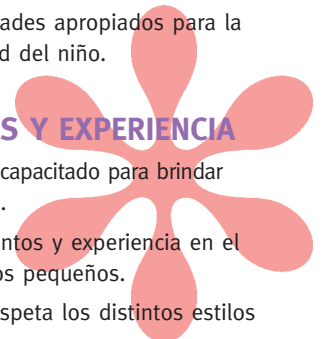 ades apropiados para la
d del niño.
S Y EXPERIENCIA
capacitado para brindar
.
ntos y experiencia en el
os pequeños.
speta los distintos estilos